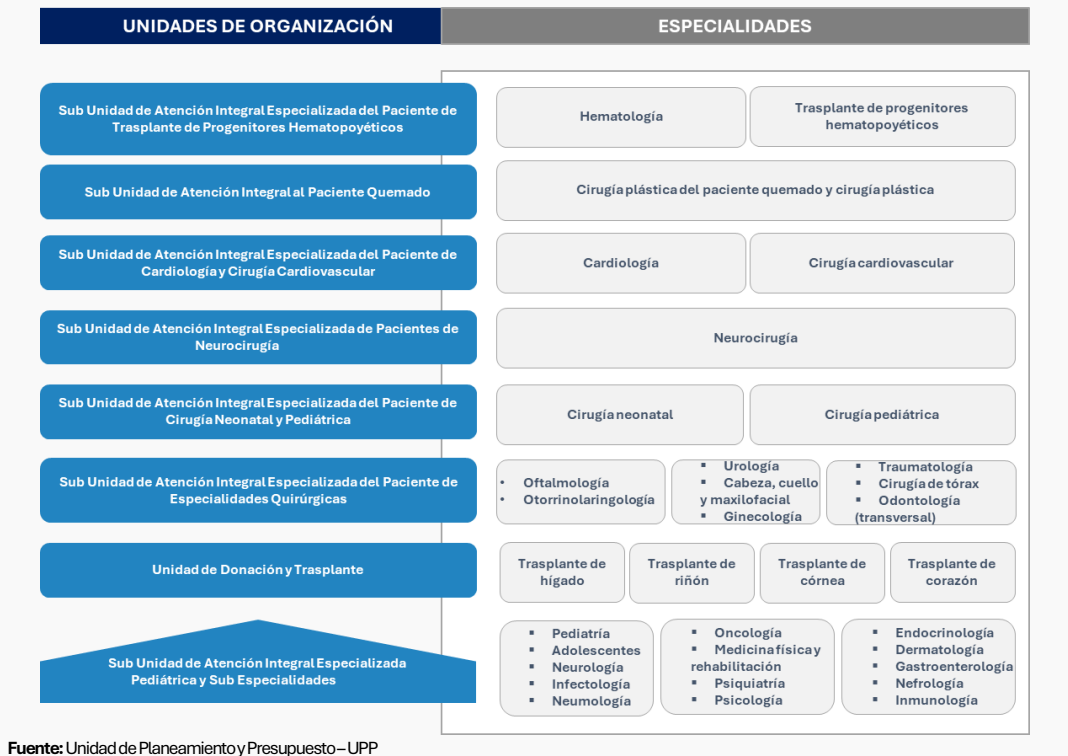 UNIDADES DE ORGANIZACIÓN
ESPECIALIDADES
Sub Unidad de Atención Integral Especializada del Paciente de
Trasplante de Progenitores Hematopoyéticos
Hematología
Trasplante de progenitores
hematopoyéticos
Sub Unidad de Atención Integral al Paciente Quemado
Cirugía plástica del paciente quemado y cirugía plástica
Sub Unidad de Atención Integral Especializada del Paciente de
Cardiología y Cirugía Cardiovascular
Cardiología
Cirugía cardiovascular
Sub Unidad de Atención Integral Especializada de Pacientes de
Neurocirugía
Neurocirugía
Sub Unidad de Atención Integral Especializada del Paciente de
Cirugía Neonatal y Pediátrica
Cirugía neonatal
Cirugía pediátrica
Sub Unidad de Atención Integral Especializada del Paciente de
Especialidades Quirúrgicas
• Oftalmología
• Otorrinolaringología
▪ Urología
▪ Cabeza, cuello
y maxilofacial
▪ Ginecología
▪ Traumatología
▪ Cirugía de tórax
▪ Odontología
(transversal)
Unidad de Donación y Trasplante
Trasplante de
hígado
Trasplante de
riñón
Trasplante de
córnea
Trasplante de
corazón
Sub Unidad de Atención Integral Especializada
Pediátrica y Sub Especialidades
▪ Pediatría
▪ Adolescentes
▪ Neurología
▪ Infectología
▪ Neumología
▪ Oncología
▪ Medicina física y
rehabilitación
▪ Psiquiatría
▪ Psicología
▪ Endocrinología
▪ Dermatología
▪ Gastroenterología
▪ Nefrología
▪ Inmunología
Fuente: Unidad de Planeamiento y Presupuesto – UPP